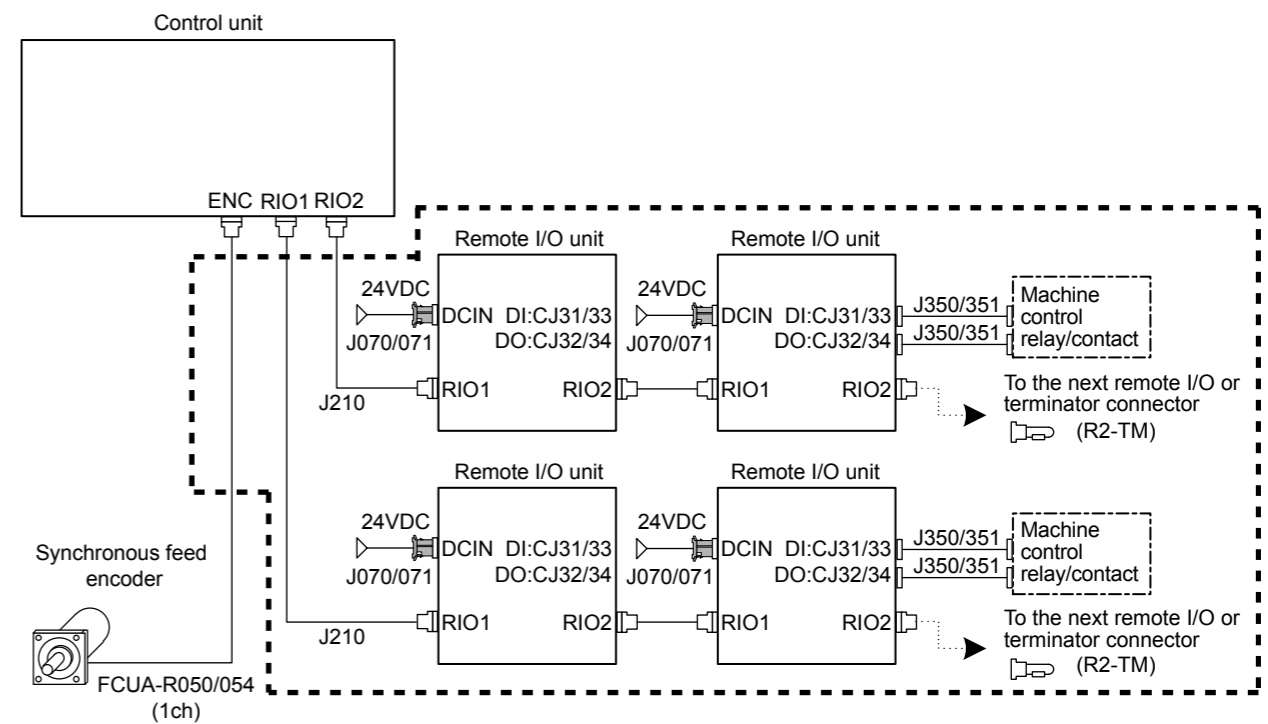 Control unit
ENC RIO1 RIO2
Remote I/O unit
Remote I/O unit
24VDC
DCIN DI:CJ31/33
DO:CJ32/34
J070/071
RIO1
RIO2
J210
24VDC
DCIN DI:CJ31/33
DO:CJ32/34
J070/071
RIO1
RIO2
J350/351
J350/351
Machine
control
relay/contact
To the next remote I/O or
terminator connector
(R2-TM)
Remote I/O unit
Remote I/O unit
24VDC
DCIN DI:CJ31/33
DO:CJ32/34
J070/071
RIO1
RIO2
J210
24VDC
DCIN DI:CJ31/33
DO:CJ32/34
J070/071
RIO1
RIO2
J350/351
J350/351
Machine
control
relay/contact
To the next remote I/O or
terminator connector
(R2-TM)
Synchronous feed
encoder
FCUA-R050/054
(1ch)